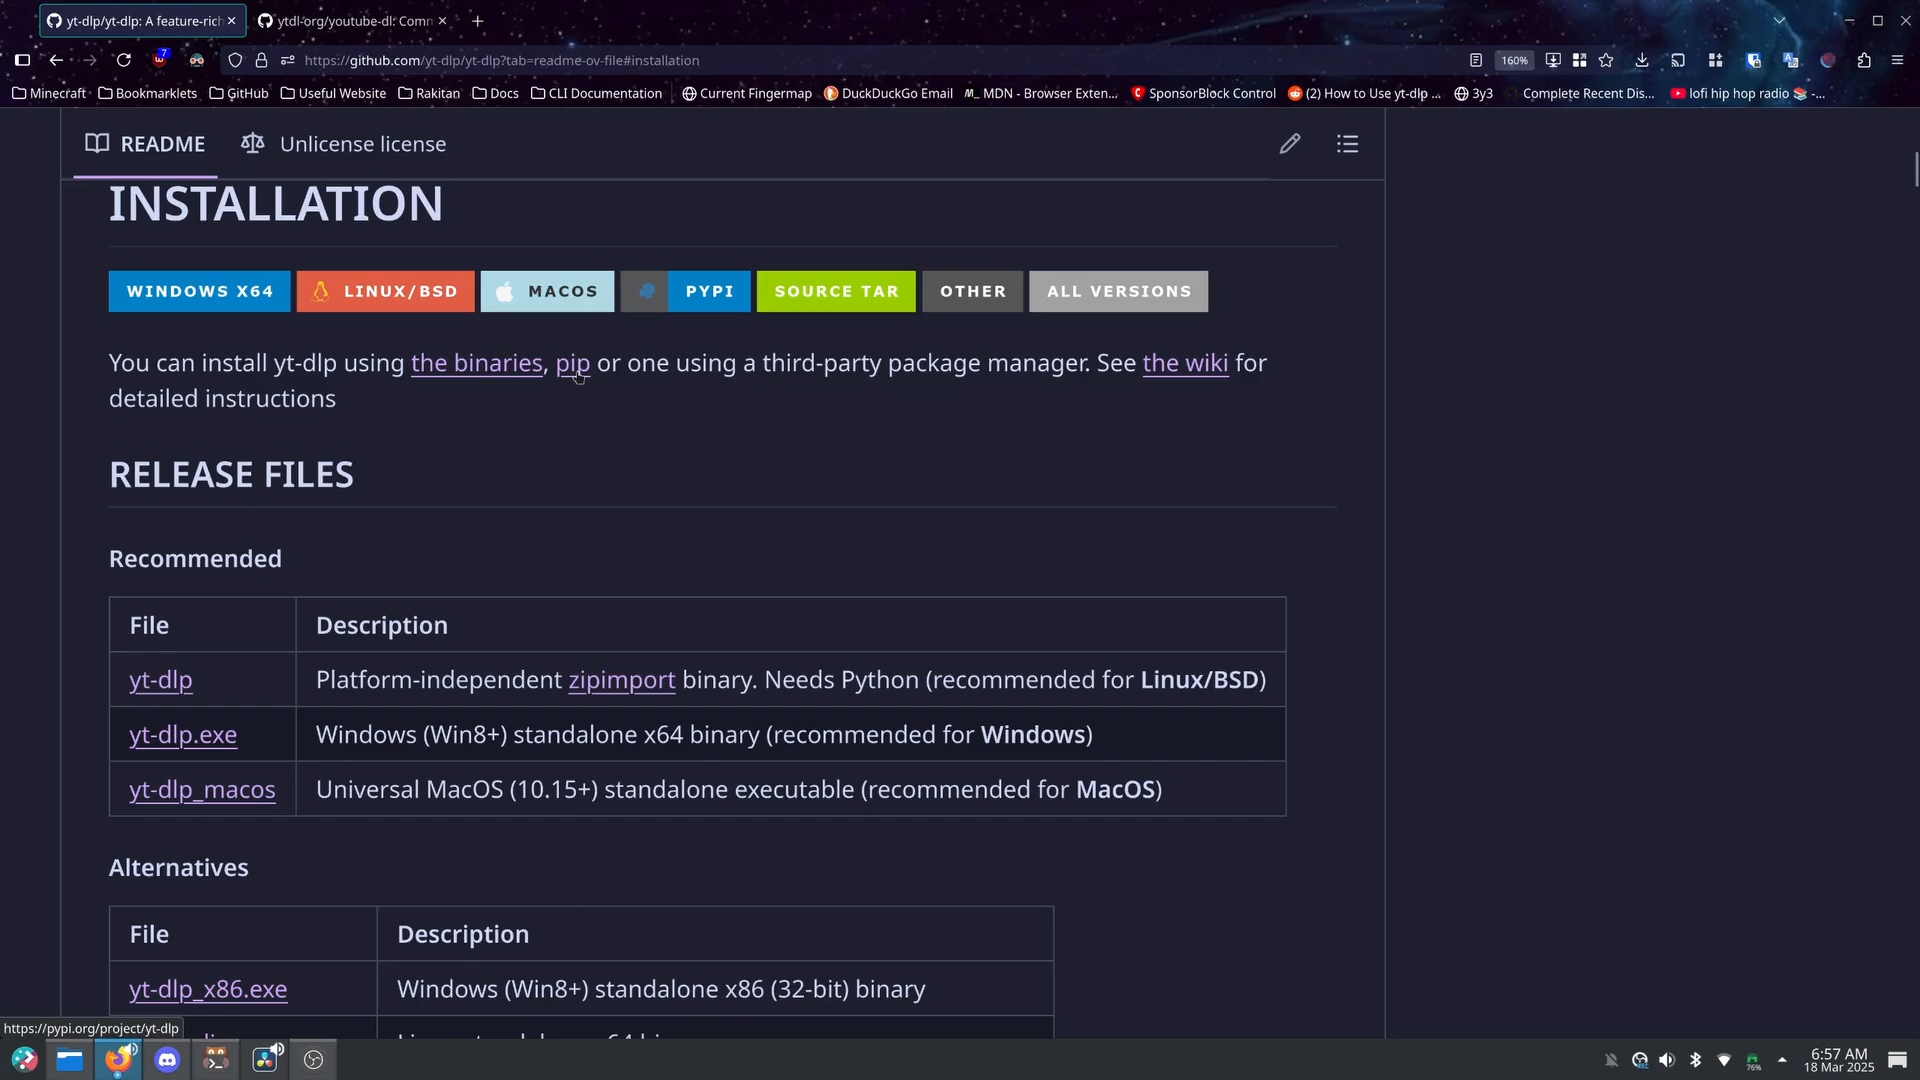 yt-dlp/yt-dlp: A feature-rich
ytdl-org/youtube-dl: Comm
7
https://github.com/yt-dlp/yt-dlp?tab=readme-ov-file#installation
160%
Minecraft Bookmarklets GitHub Useful Website Rakitan Docs CLI Documentation Current Fingermap DuckDuckGo Email MDN - Browser Exten... SponsorBlock Control (2) How to Use yt-dlp ... 3y3 Complete Recent Dis... lofi hip hop radio 📚 -...
README Unlicense license
INSTALLATION
WINDOWS X64 LINUX/BSD MACOS PYPI SOURCE TAR OTHER ALL VERSIONS
You can install yt-dlp using the binaries, pip or one using a third-party package manager. See the wiki for
detailed instructions
RELEASE FILES
Recommended
File Description
yt-dlp Platform-independent zipimport binary. Needs Python (recommended for Linux/BSD)
yt-dlp.exe Windows (Win8+) standalone x64 binary (recommended for Windows)
yt-dlp_macos Universal MacOS (10.15+) standalone executable (recommended for MacOS)
Alternatives
File Description
yt-dlp_x86.exe Windows (Win8+) standalone x86 (32-bit) binary
https://pypi.org/project/yt-dlp
76%
6:57 AM
18 Mar 2025